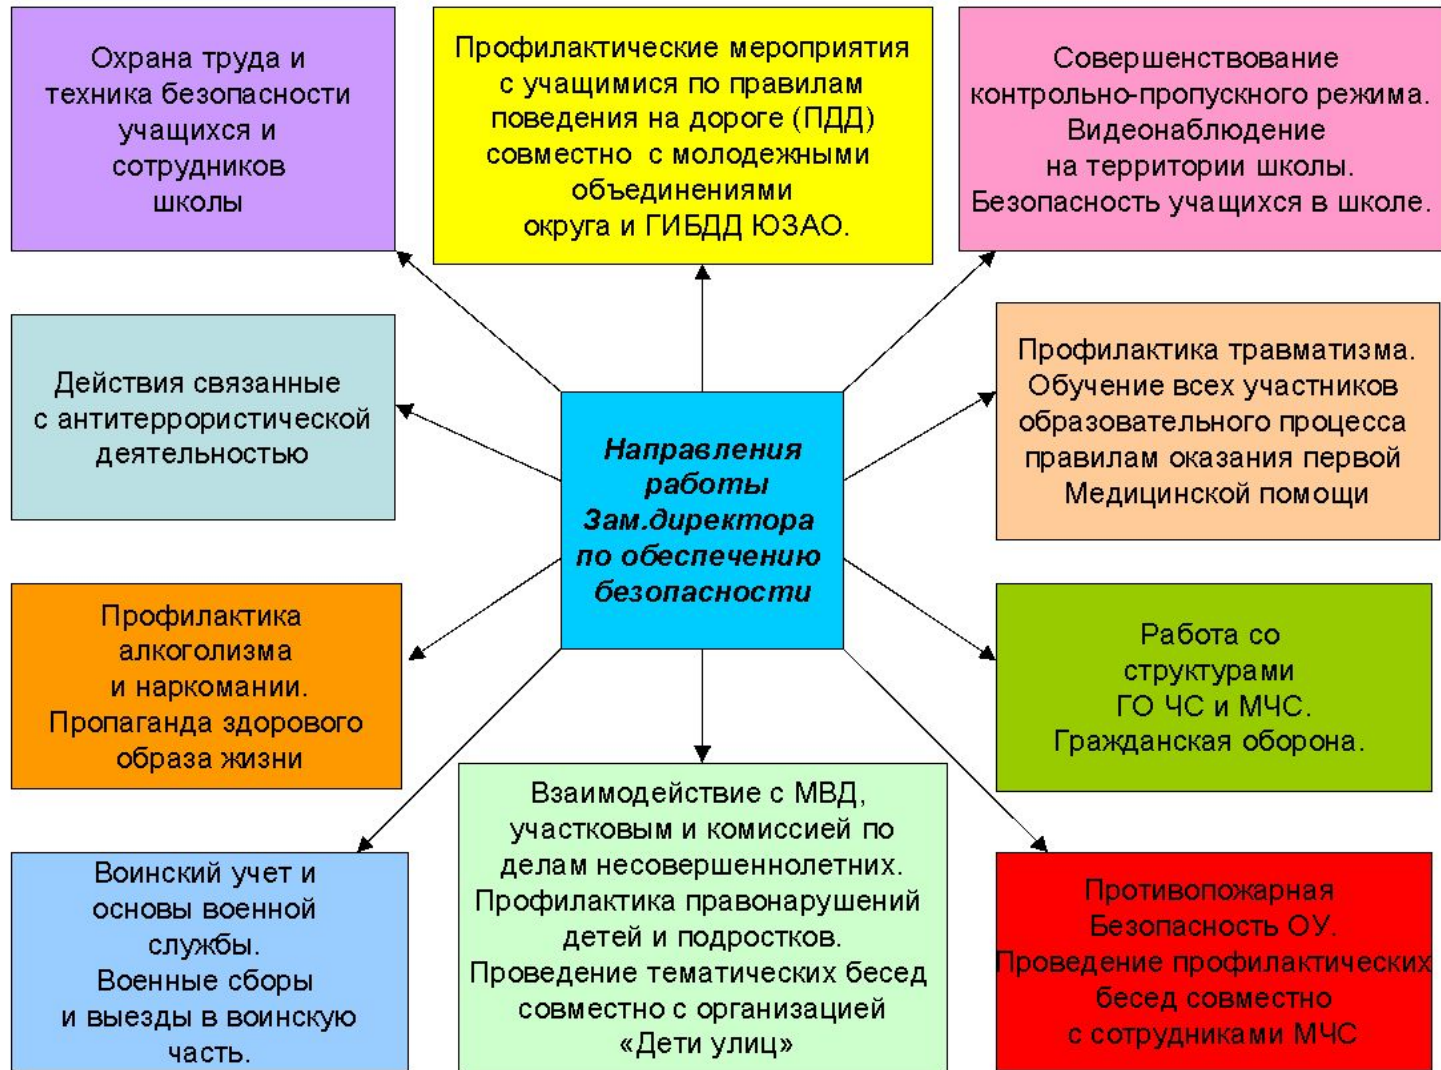 Охрана труда и
техника безопасности
учащихся и
сотрудников
школы
Профилактические мероприятия
с учащимися по правилам
поведения на дороге (ПДД)
совместно с молодежными
объединениями
округа и ГИБДД ЮЗАО.
Совершенствование
контрольно-пропускного режима.
Видеонаблюдение
на территории школы.
Безопасность учащихся в школе.
Действия связанные
с антитеррористической
деятельностью
Направления
работы
Зам.директора
по обеспечению
безопасности
Профилактика травматизма.
Обучение всех участников
образовательного процесса
правилам оказания первой
Медицинской помощи
Профилактика
алкоголизма
и наркомании.
Пропаганда здорового
образа жизни
Работа со
структурами
ГО ЧС и МЧС.
Гражданская оборона.
Воинский учет и
основы военной
службы.
Военные сборы
и выезды в воинскую
часть.
Взаимодействие с МВД,
участковым и комиссией по
делам несовершеннолетних.
Профилактика правонарушений
детей и подростков.
Проведение тематических бесед
совместно с организацией
«Дети улиц»
Противопожарная
Безопасность ОУ.
Проведение профилактических
бесед совместно
с сотрудниками МЧС